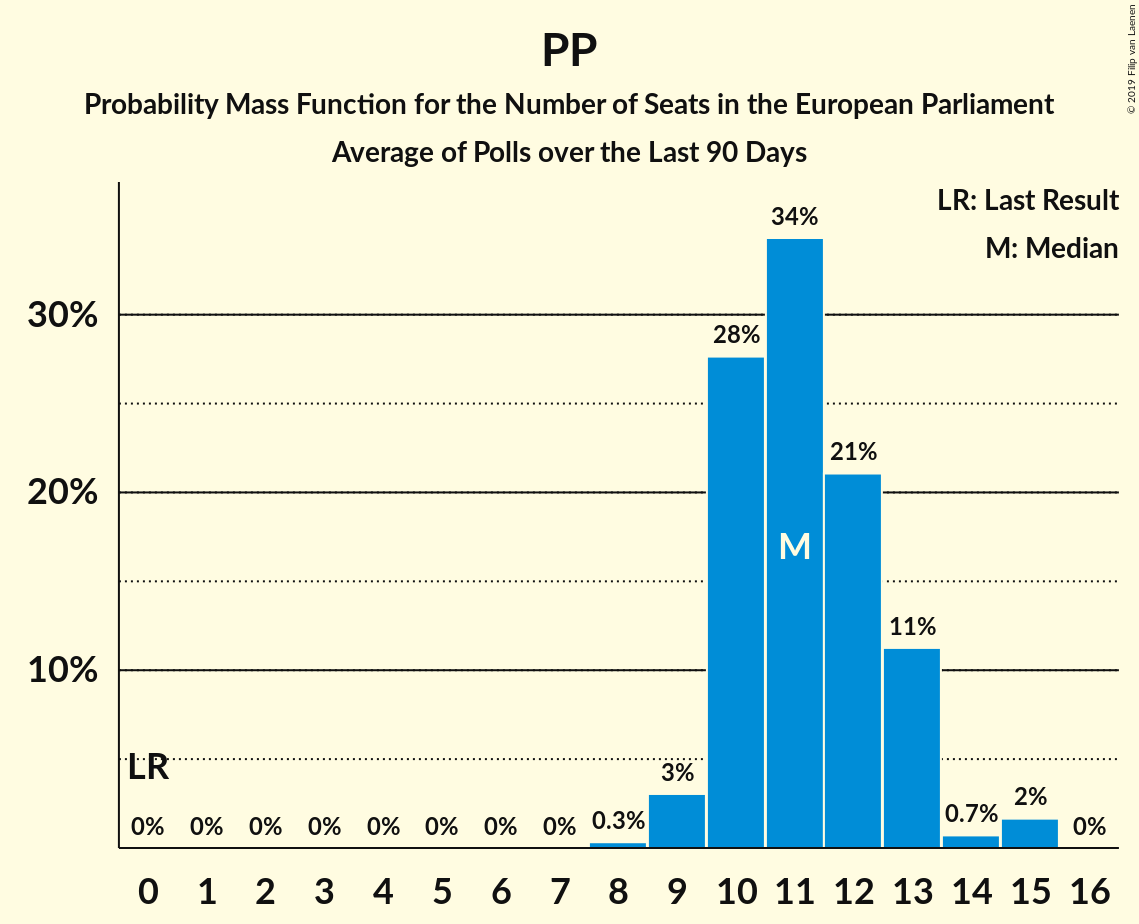 PP
Probability Mass Function for the Number of Seats in the European Parliament
Average of Polls over the Last 90 Days
© 2019 Filip van Laenen
LR: Last Result
M: Median
34%
30%
28%
21%
20%
M
11%
10%
LR
3%
2%
0% 0% 0% 0% 0% 0% 0% 0% 0.3% 0.7% 0%
0 1 2 3 4 5 6 7 8 9 10 11 12 13 14 15 16